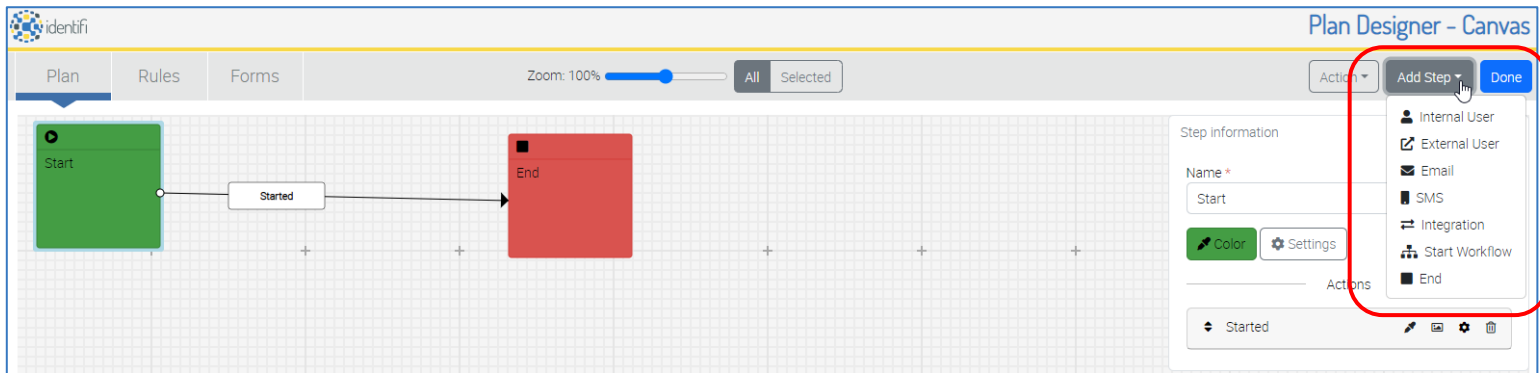 identifi
Plan Designer - Canvas
Plan Rules Forms Zoom: 100% All Selected Action Add Step Done
Internal User
External User
Email
SMS
Integration
Start Workflow
End
Start
Started
End
Step information
Name *
Start
Color Settings
Actions
Started